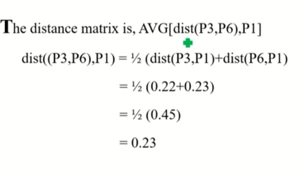 The distance matrix is, AVG[dist(P3,P6),P1]
dist((P3,P6),P1) = ½ (dist(P3,P1)+dist(P6,P1)
= ½ (0.22+0.23)
= ½ (0.45)
= 0.23